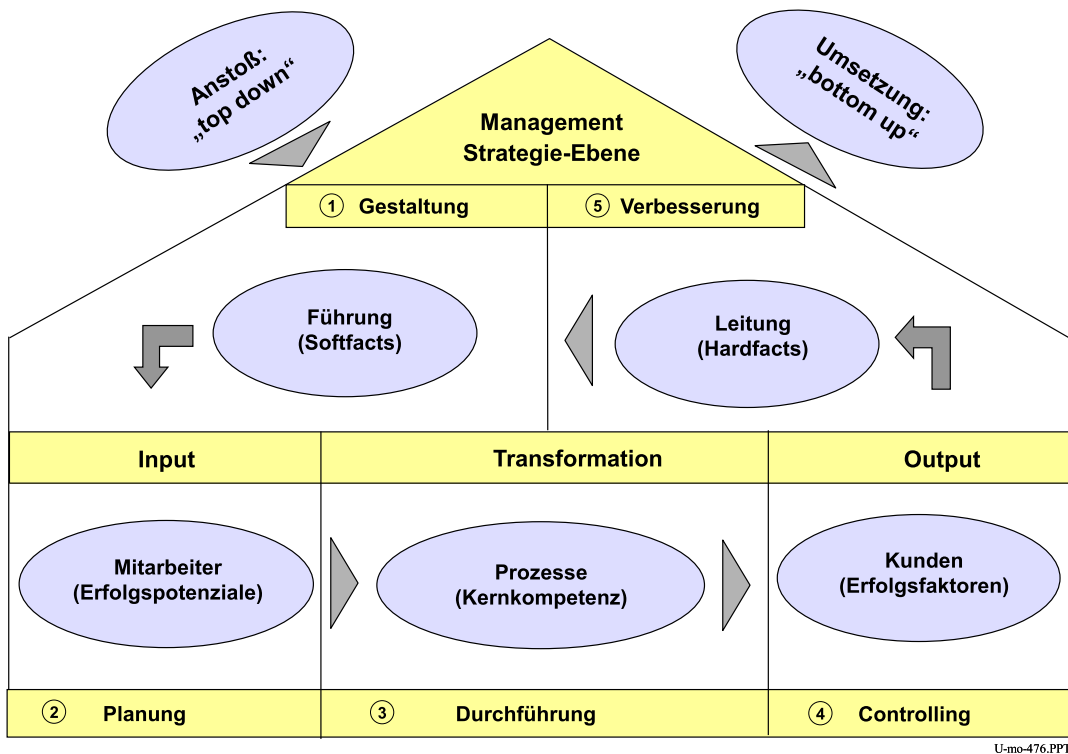 Anstoß:
„top down“
Umsetzung:
„bottom up“
Management
Strategie-Ebene
1 Gestaltung
5 Verbesserung
Führung
(Softfacts)
Leitung
(Hardfacts)
Input
Transformation
Output
Mitarbeiter
(Erfolgspotenziale)
Prozesse
(Kernkompetenz)
Kunden
(Erfolgsfaktoren)
2 Planung
3 Durchführung
4 Controlling
U-mo-476.PPT